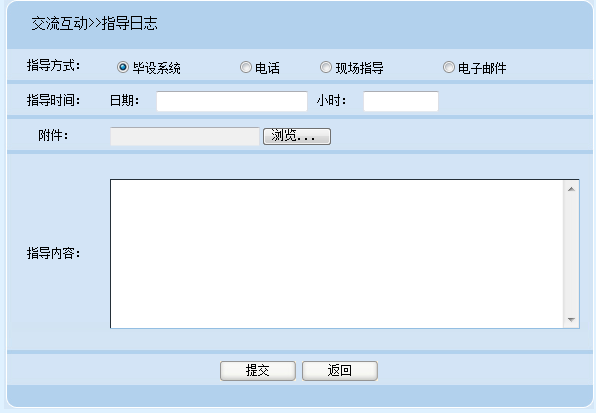 交流互动>>指导日志
指导方式: 毕设系统 电话 现场指导 电子邮件
指导时间: 日期: 小时:
附件: 浏览...
指导内容:
提交 返回